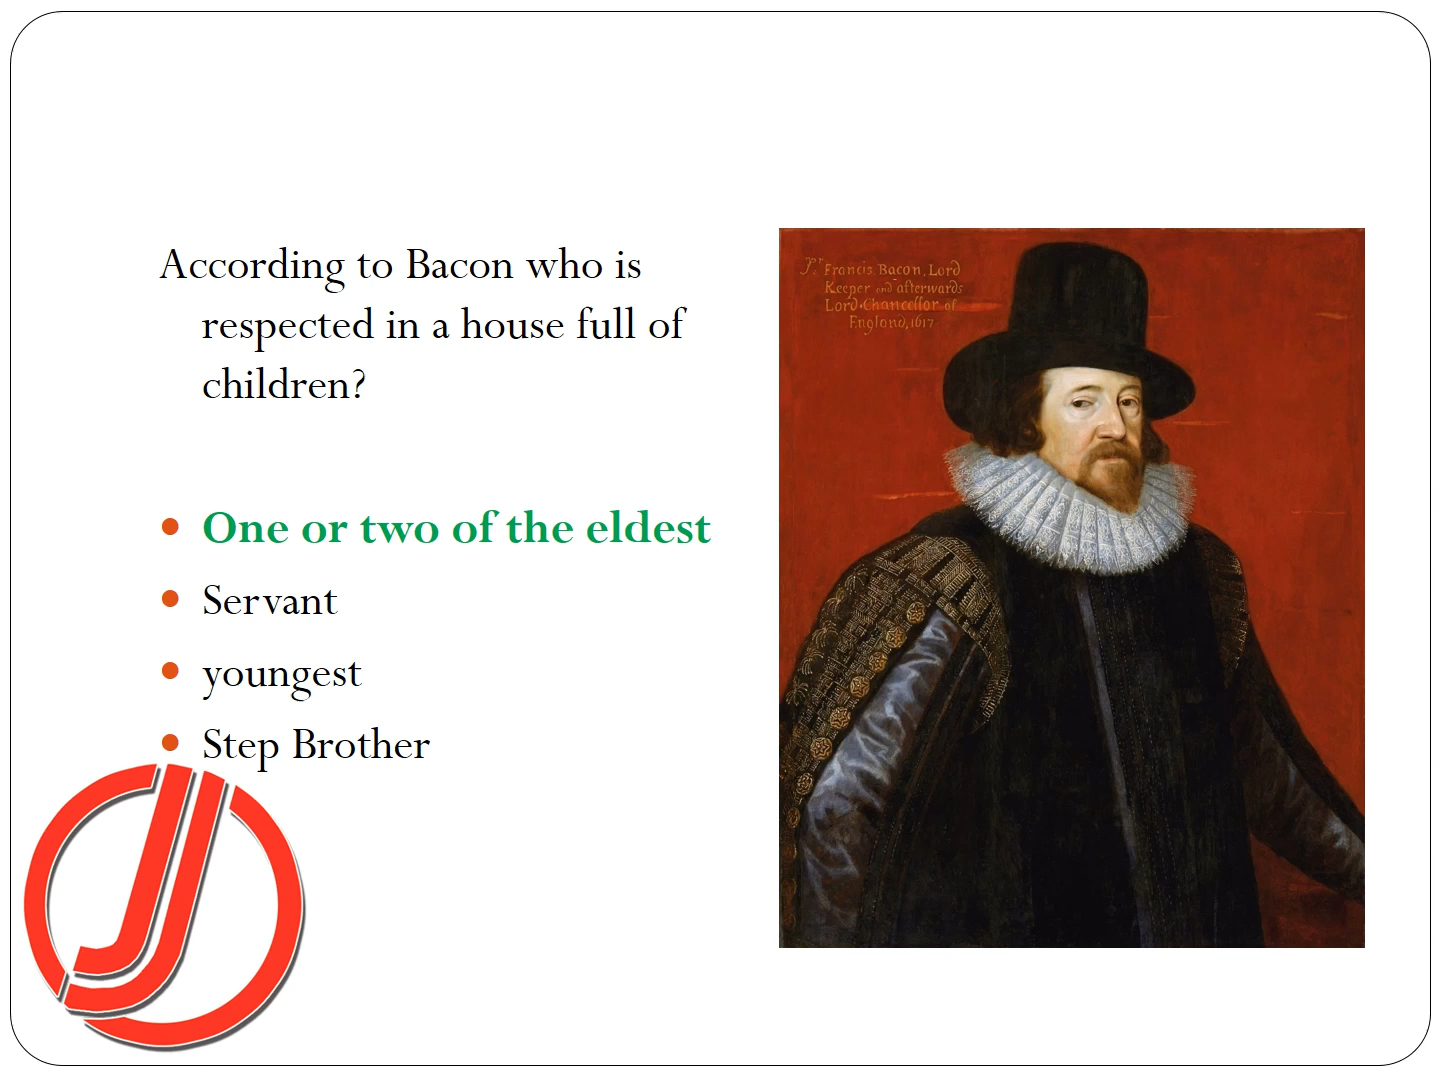 According to Bacon who is
respected in a house full of
children?
One or two of the eldest
Servant
youngest
Step Brother
Sr Francis Bacon, Lord
Keeper and afterwards
Lord Chancellor of
England, 1617